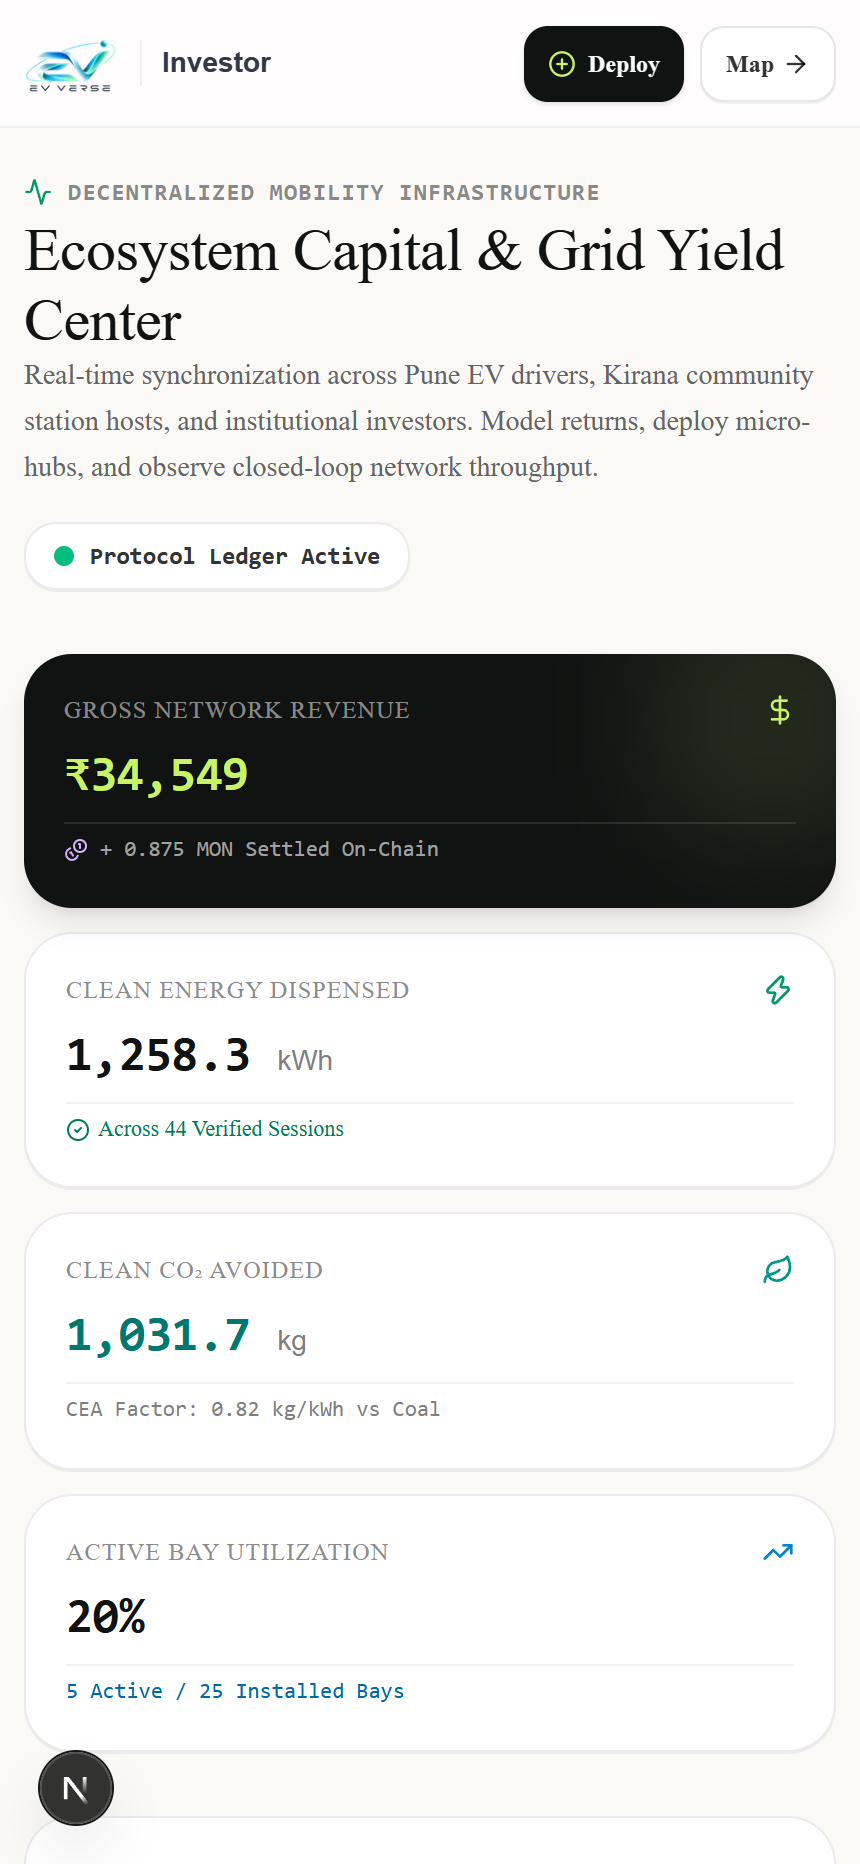 EV VERSE
Investor
Deploy
Map
DECENTRALIZED MOBILITY INFRASTRUCTURE
Ecosystem Capital & Grid Yield
Center
Real-time synchronization across Pune EV drivers, Kirana community
station hosts, and institutional investors. Model returns, deploy micro-
hubs, and observe closed-loop network throughput.
Protocol Ledger Active
GROSS NETWORK REVENUE
₹34,549
+ 0.875 MON Settled On-Chain
CLEAN ENERGY DISPENSED
1,258.3 kWh
Across 44 Verified Sessions
CLEAN CO₂ AVOIDED
1,031.7 kg
CEA Factor: 0.82 kg/kWh vs Coal
ACTIVE BAY UTILIZATION
20%
5 Active / 25 Installed Bays
N